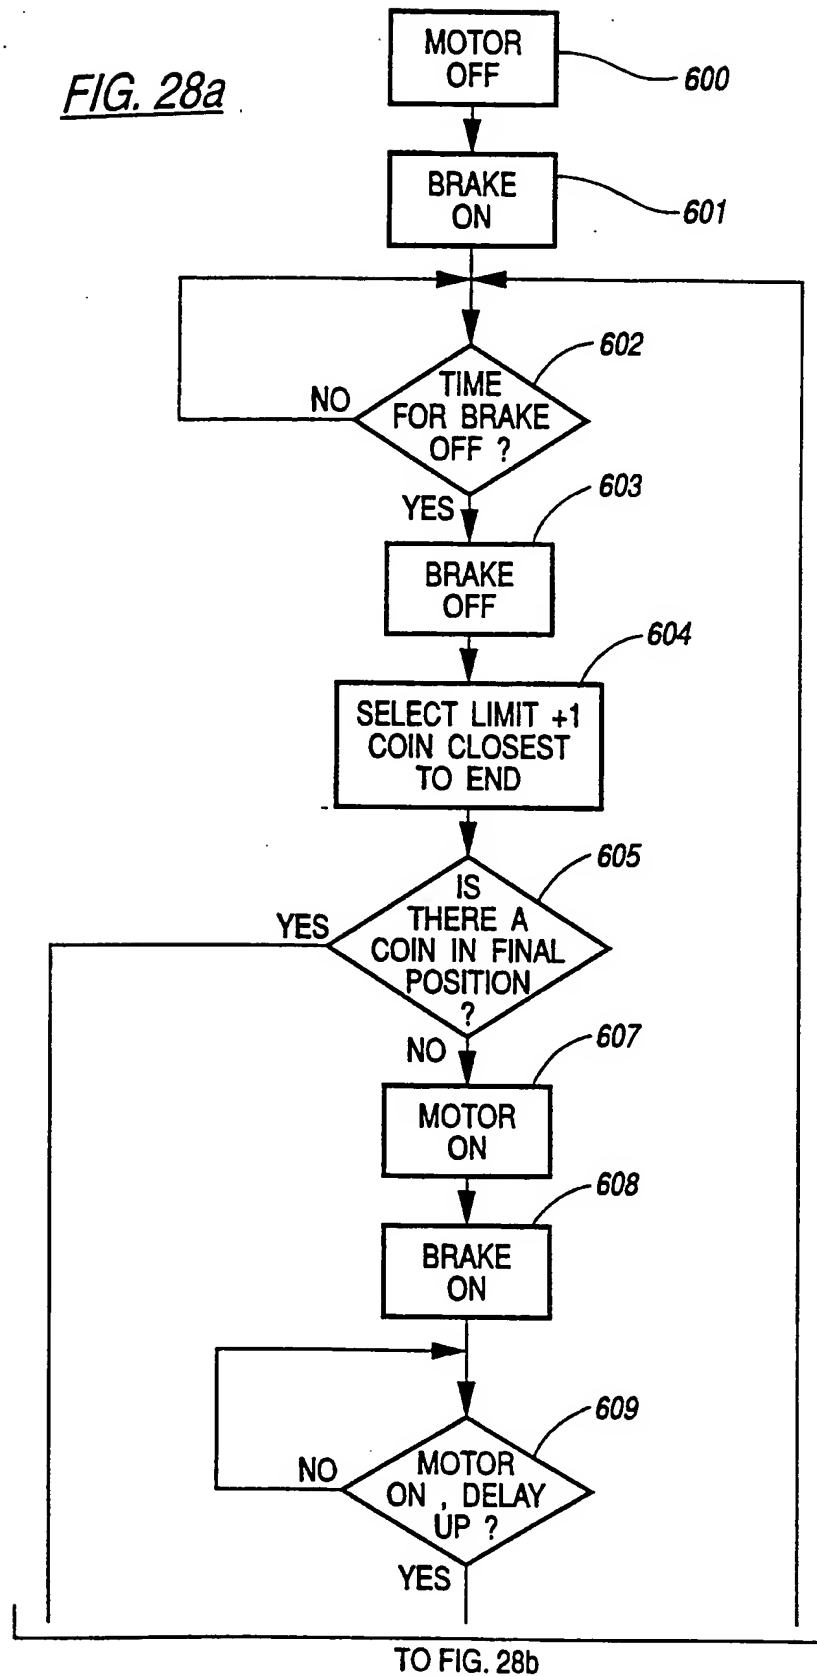 FIG. 28a
MOTOR
OFF
600
BRAKE
ON
601
602
TIME
FOR BRAKE
OFF ?
NO
YES
603
BRAKE
OFF
604
SELECT LIMIT +1
COIN CLOSEST
TO END
605
IS
THERE A
COIN IN FINAL
POSITION
?
YES
NO
607
MOTOR
ON
608
BRAKE
ON
609
MOTOR
ON , DELAY
UP ?
NO
YES
TO FIG. 28b